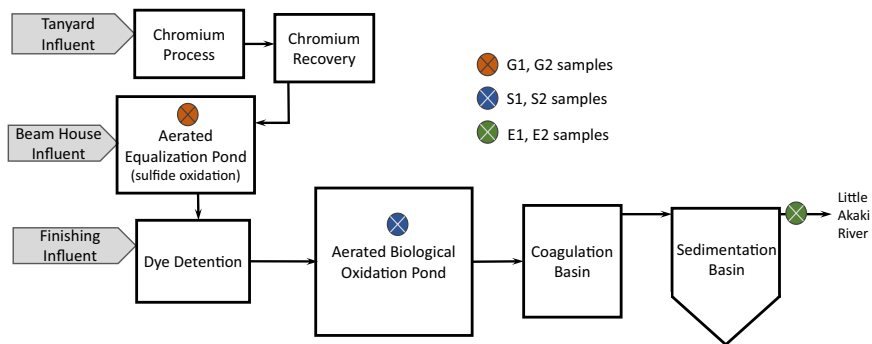 Tanyard
Influent
Chromium
Process
Chromium
Recovery
G1, G2 samples
S1, S2 samples
E1, E2 samples
Beam House
Influent
Aerated
Equalization Pond
(sulfide oxidation)
Finishing
Influent
Dye Detention
Aerated Biological
Oxidation Pond
Coagulation
Basin
Sedimentation
Basin
Little
Akaki
River